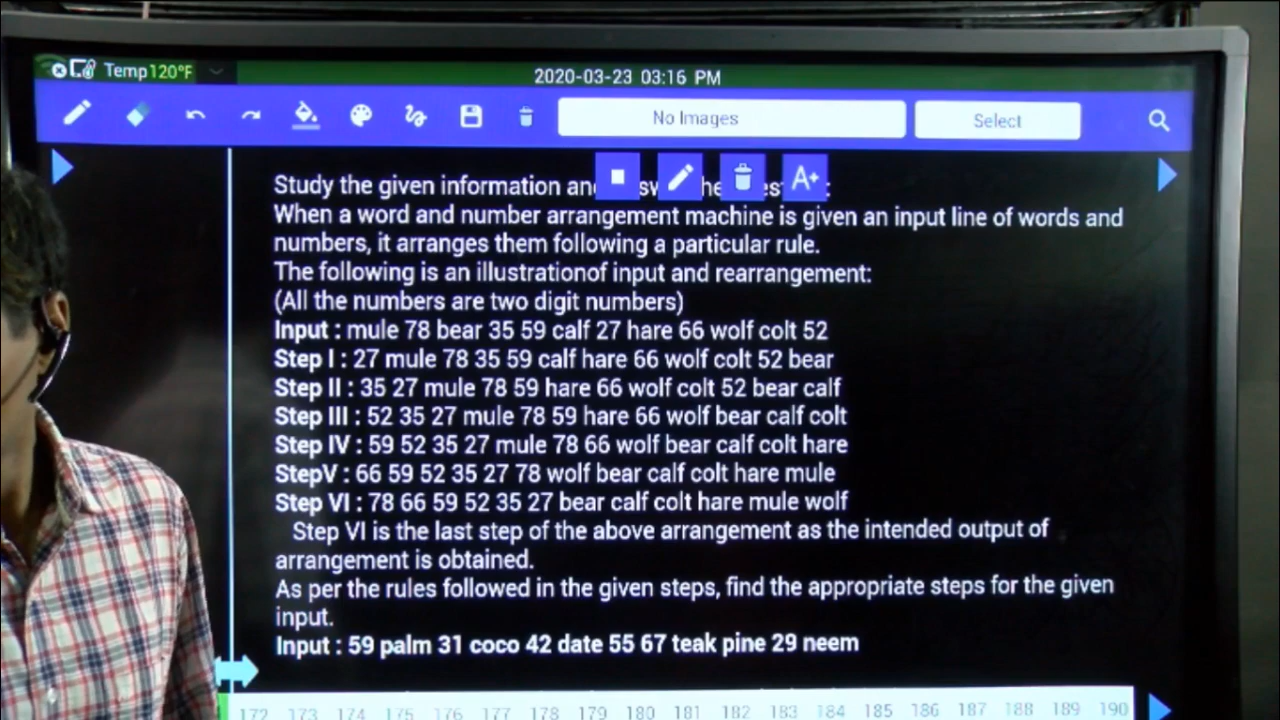 Temp 120°F
2020-03-23 03:16 PM
No Images
Select
A+
Study the given information
When a word and number arrangement machine is given an input line of words and
numbers, it arranges them following a particular rule.
The following is an illustrationof input and rearrangement:
(All the numbers are two digit numbers)
Input : mule 78 bear 35 59 calf 27 hare 66 wolf colt 52
Step I : 27 mule 78 35 59 calf hare 66 wolf colt 52 bear
Step II : 35 27 mule 78 59 hare 66 wolf colt 52 bear calf
Step III : 52 35 27 mule 78 59 hare 66 wolf bear calf colt
Step IV : 59 52 35 27 mule 78 66 wolf bear calf colt hare
StepV : 66 59 52 35 27 78 wolf bear calf colt hare mule
Step VI : 78 66 59 52 35 27 bear calf colt hare mule wolf
Step VI is the last step of the above arrangement as the intended output of
arrangement is obtained.
As per the rules followed in the given steps, find the appropriate steps for the given
input.
Input : 59 palm 31 coco 42 date 55 67 teak pine 29 neem
172 173 174 175 176 177 178 179 180 181 182 183 184 185 186 187 188 189 190